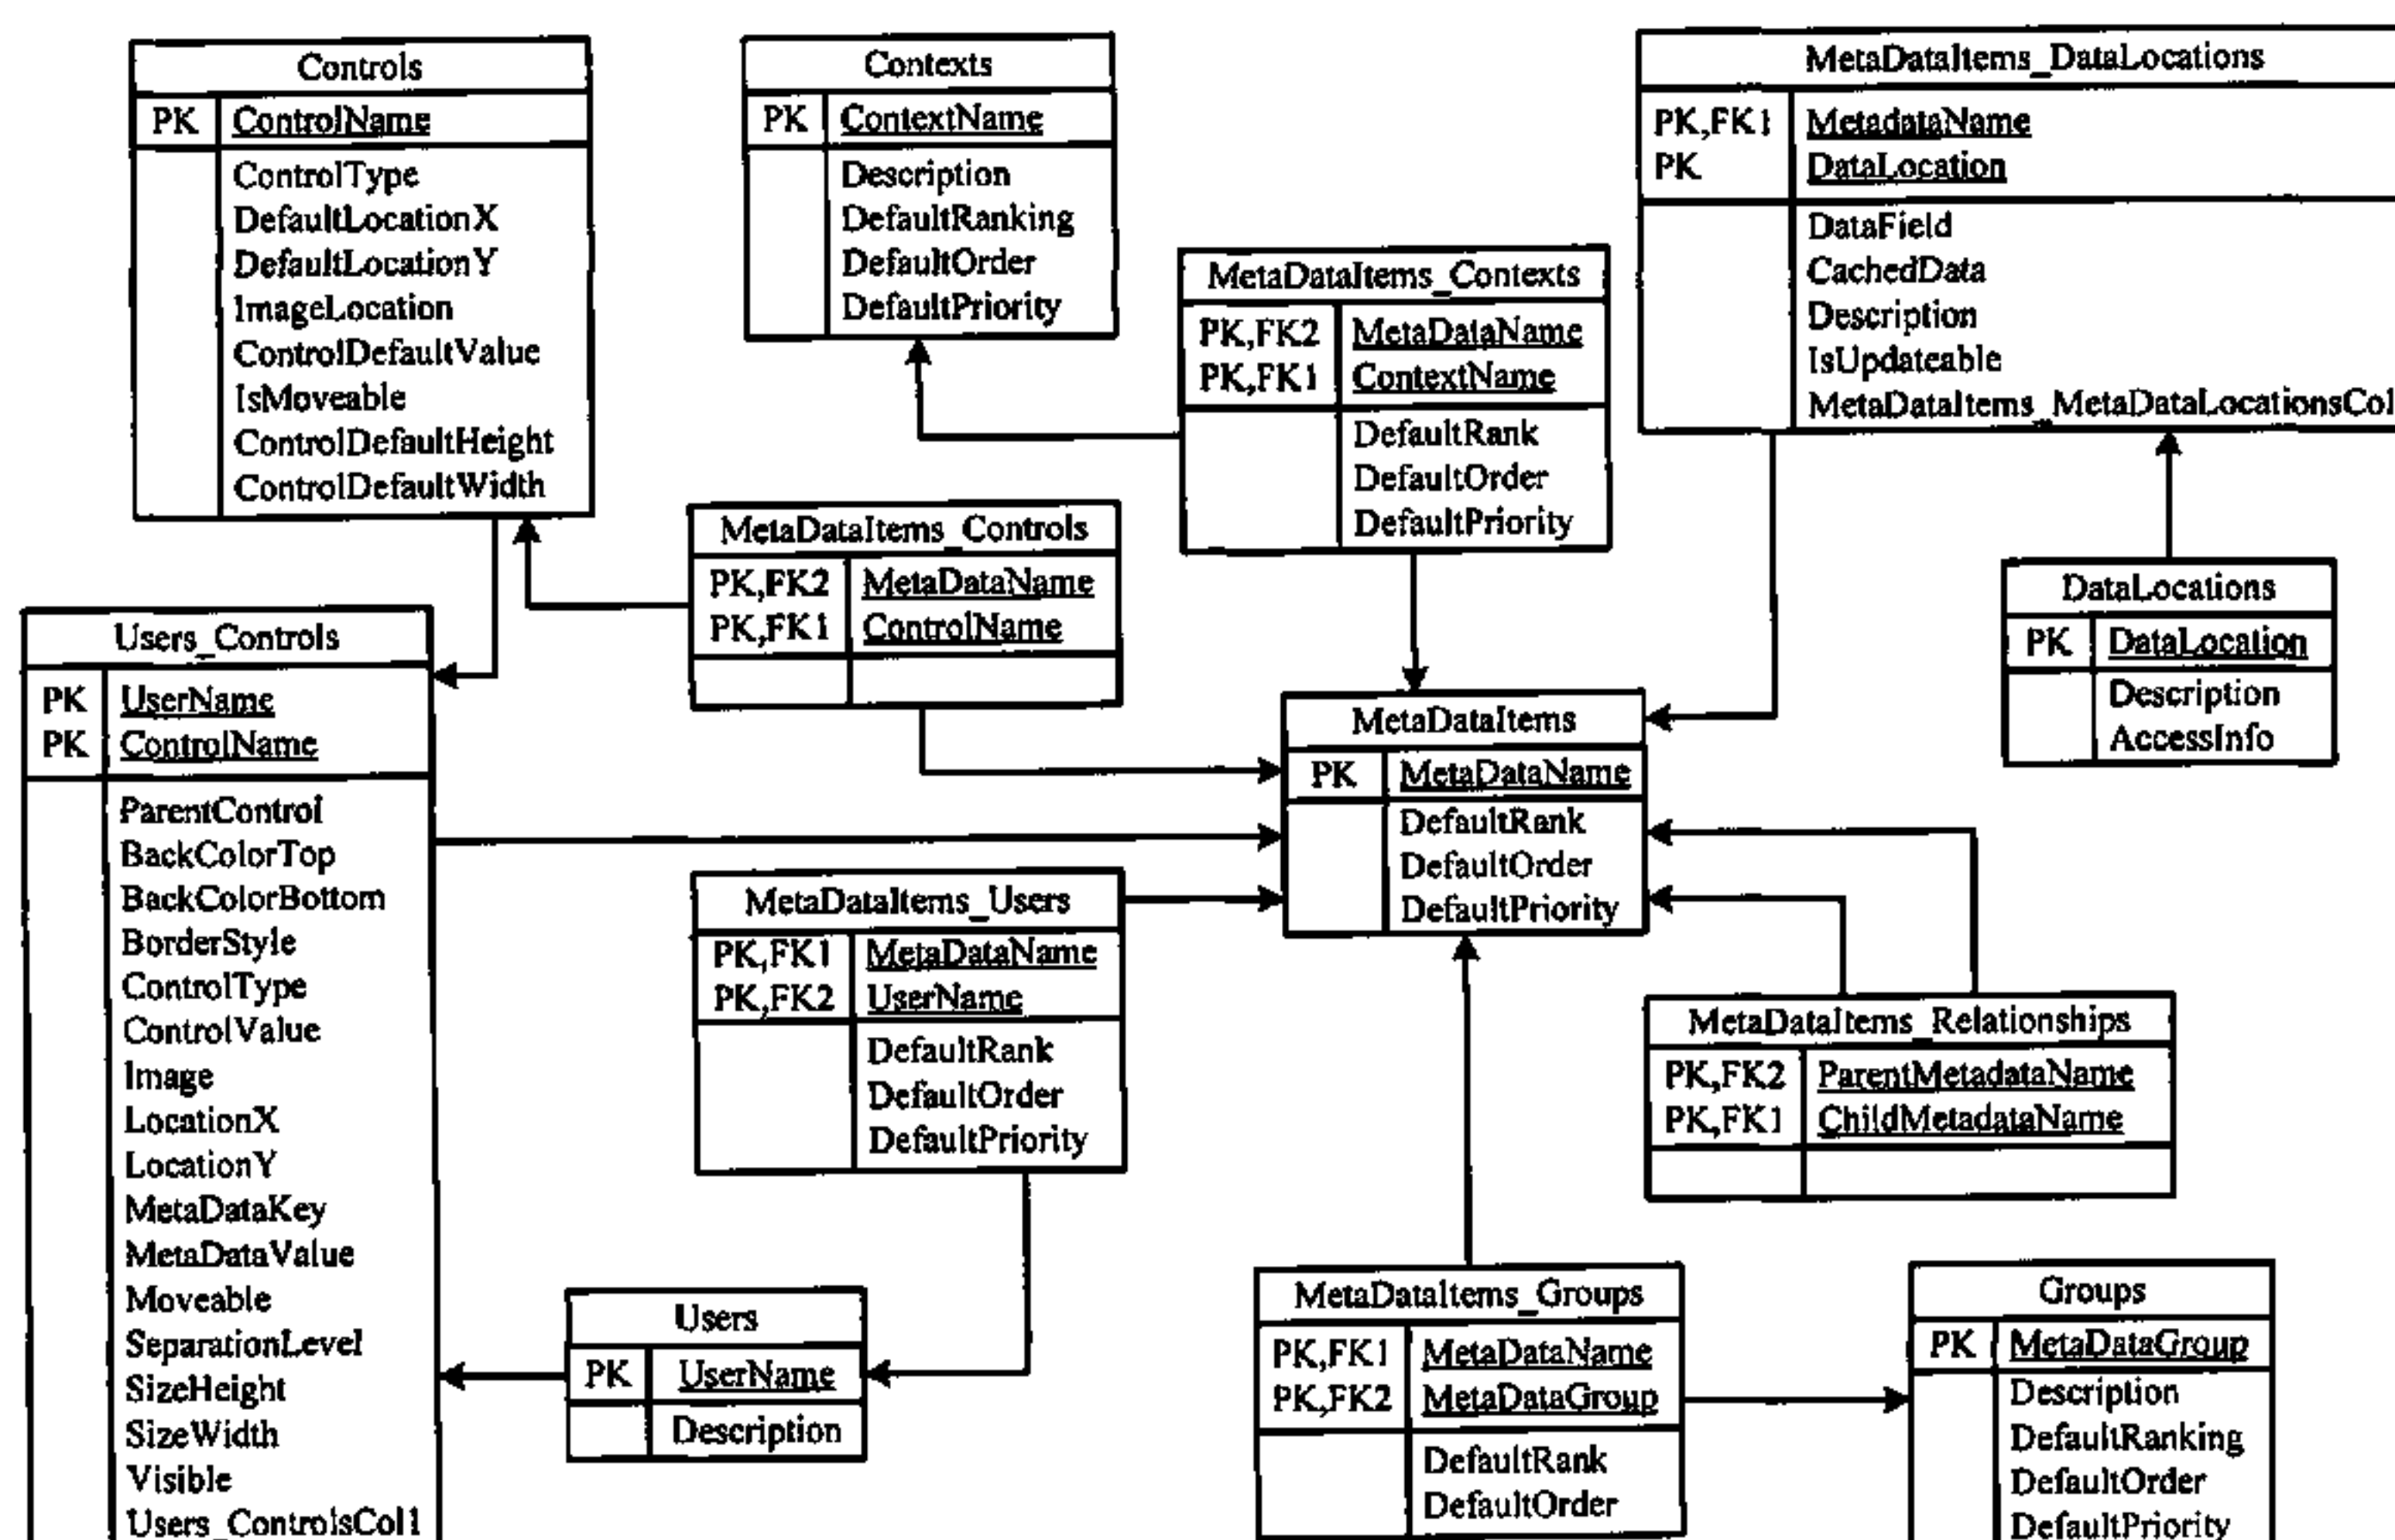 Controls
PK ControlName
ControlType
DefaultLocationX
DefaultLocationY
ImageLocation
ControlDefaultValue
IsMoveable
ControlDefaultHeight
ControlDefaultWidth
Contexts
PK ContextName
Description
DefaultRanking
DefaultOrder
DefaultPriority
MetaDataItems_DataLocations
PK,FK1 MetadataName
PK DataLocation
DataField
CachedData
Description
IsUpdateable
MetaDataItems_MetaDataLocationsCol
MetaDataItems_Contexts
PK,FK2 MetaDataName
PK,FK1 ContextName
DefaultRank
DefaultOrder
DefaultPriority
MetaDataItems_Controls
PK,FK2 MetaDataName
PK,FK1 ControlName
DataLocations
PK DataLocation
Description
AccessInfo
Users_Controls
PK UserName
PK ControlName
ParentControl
BackColorTop
BackColorBottom
BorderStyle
ControlType
ControlValue
Image
LocationX
LocationY
MetaDataKey
MetaDataValue
Moveable
SeparationLevel
SizeHeight
SizeWidth
Visible
Users_ControlsCol1
MetaDataItems
PK MetaDataName
DefaultRank
DefaultOrder
DefaultPriority
MetaDataItems_Users
PK,FK1 MetaDataName
PK,FK2 UserName
DefaultRank
DefaultOrder
DefaultPriority
MetaDataItems_Relationships
PK,FK2 ParentMetadataName
PK,FK1 ChildMetadataName
Users
PK UserName
Description
MetaDataItems_Groups
PK,FK1 MetaDataName
PK,FK2 MetaDataGroup
DefaultRank
DefaultOrder
Groups
PK MetaDataGroup
Description
DefaultRanking
DefaultOrder
DefaultPriority